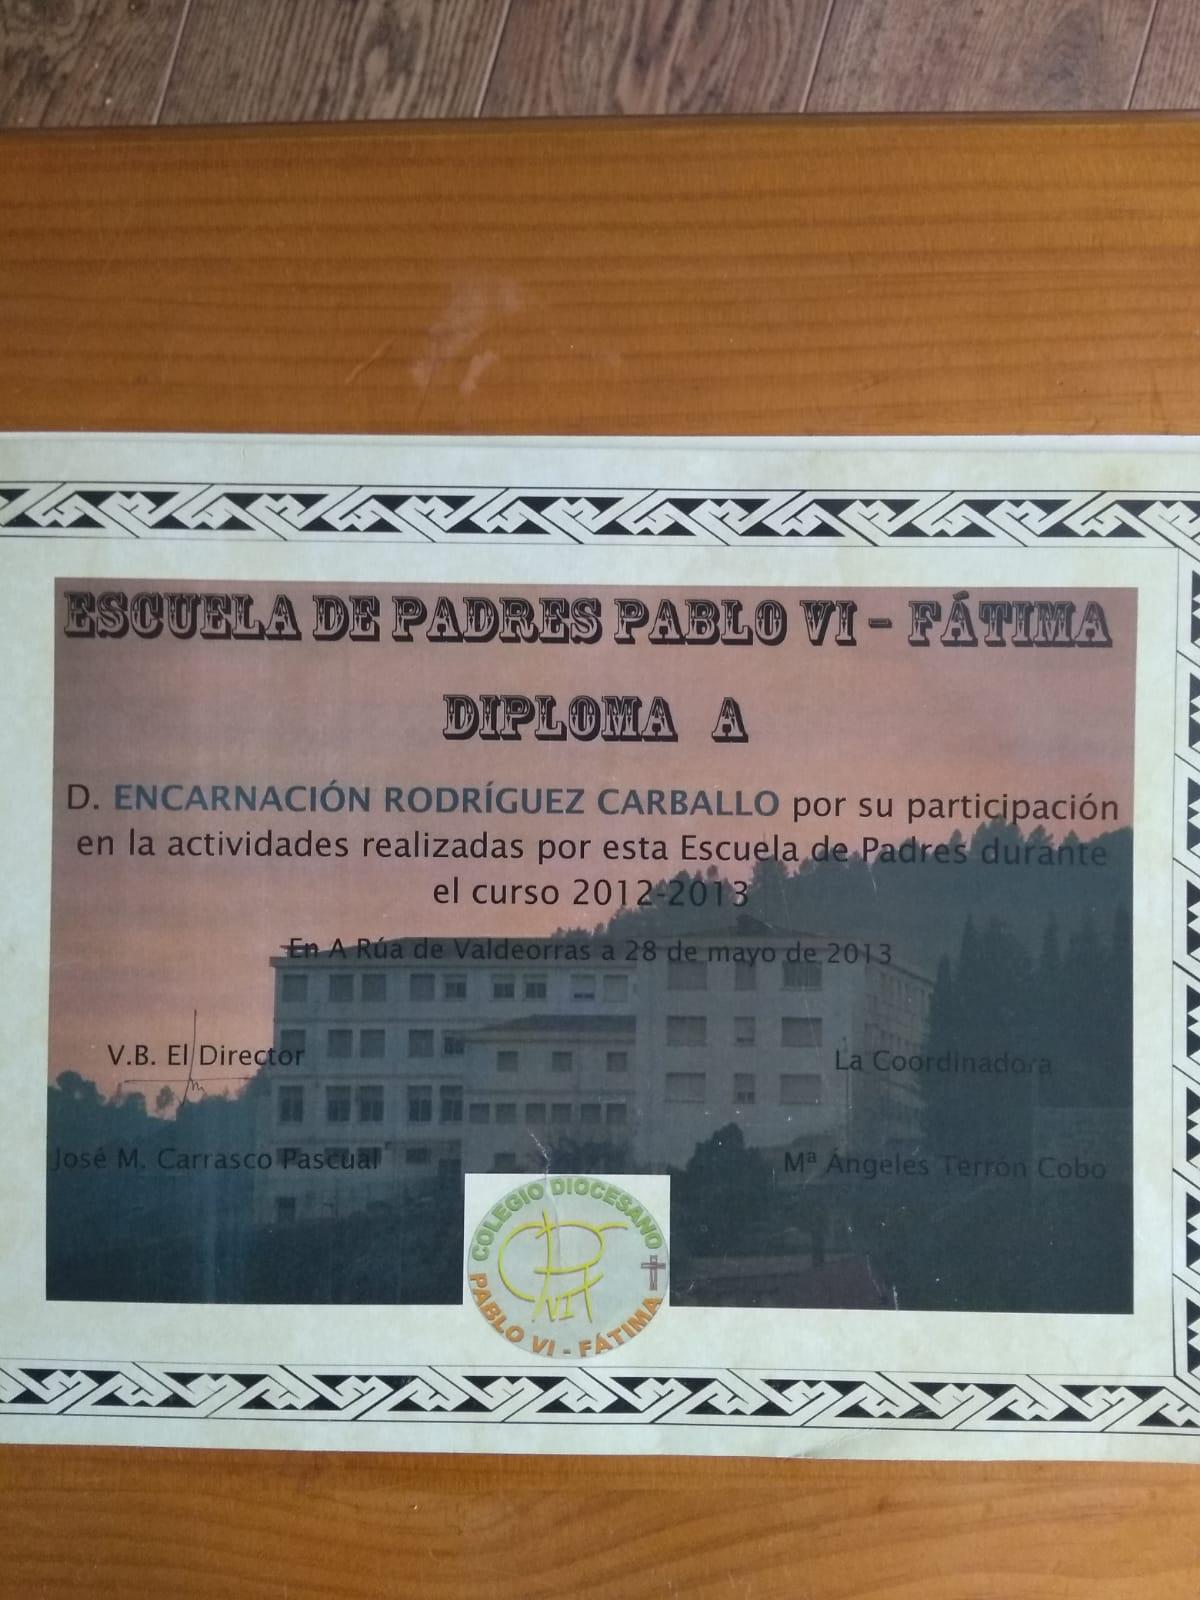 ESCUELA DE PADRES PABLO VI - FÁTIMA
DIPLOMA A
D. ENCARNACIÓN RODRÍGUEZ CARBALLO por su participación
en la actividades realizadas por esta Escuela de Padres durante
el curso 2012-2013
En A Rúa de Valdeorras a 28 de mayo de 2013
V.B. El Director
La Coordinadora
José M. Carrasco Pascual
Mª Ángeles Terrón Cobo
COLEGIO DIOCESANO
PABLO VI - FÁTIMA